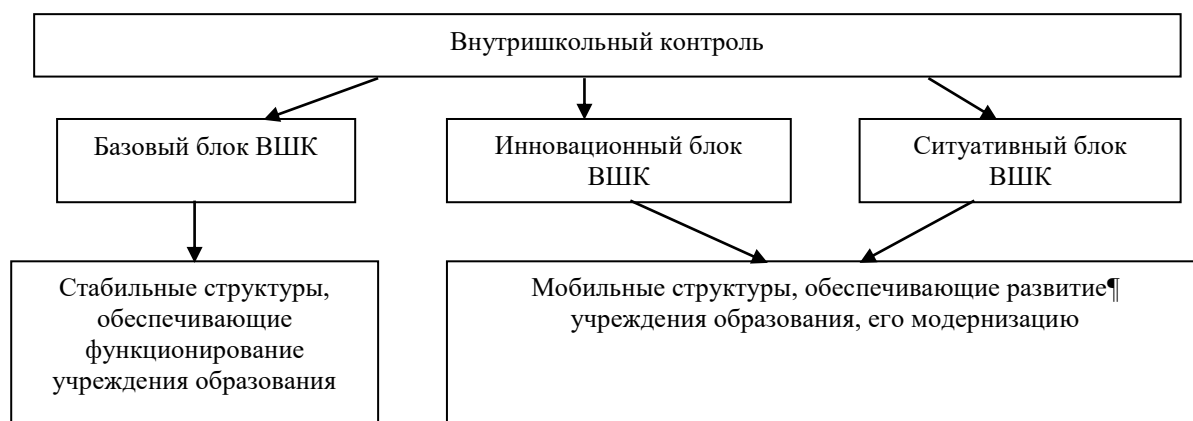 Внутришкольный контроль
Базовый блок ВШК
Инновационный блок
ВШК
Ситуативный блок
ВШК
Стабильные структуры,
обеспечивающие
функционирование
учреждения образования
Мобильные структуры, обеспечивающие развитие¶
учреждения образования, его модернизацию